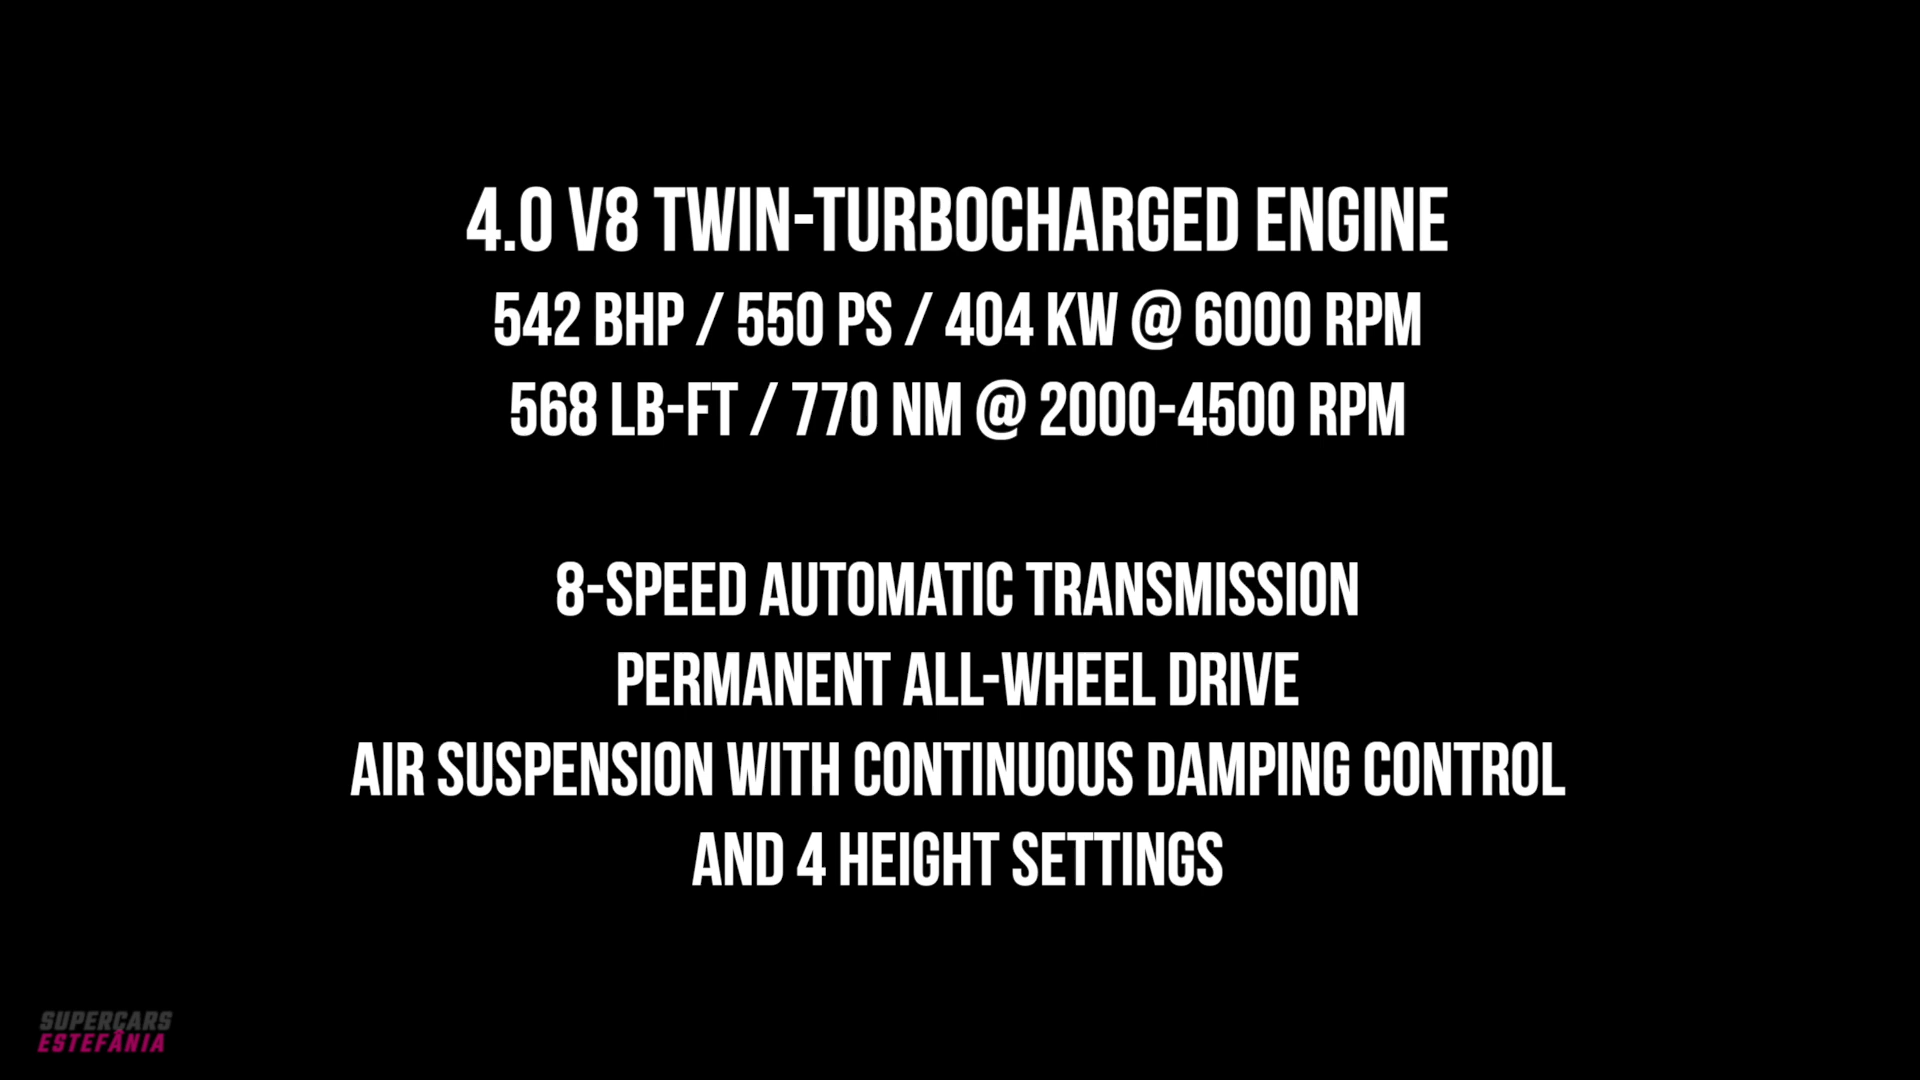 4.0 V8 TWIN-TURBOCHARGED ENGINE
542 BHP / 550 PS / 404 KW @ 6000 RPM
568 LB-FT / 770 NM @ 2000-4500 RPM
8-SPEED AUTOMATIC TRANSMISSION
PERMANENT ALL-WHEEL DRIVE
AIR SUSPENSION WITH CONTINUOUS DAMPING CONTROL
AND 4 HEIGHT SETTINGS
SUPERCARS
ESTEFÂNIA